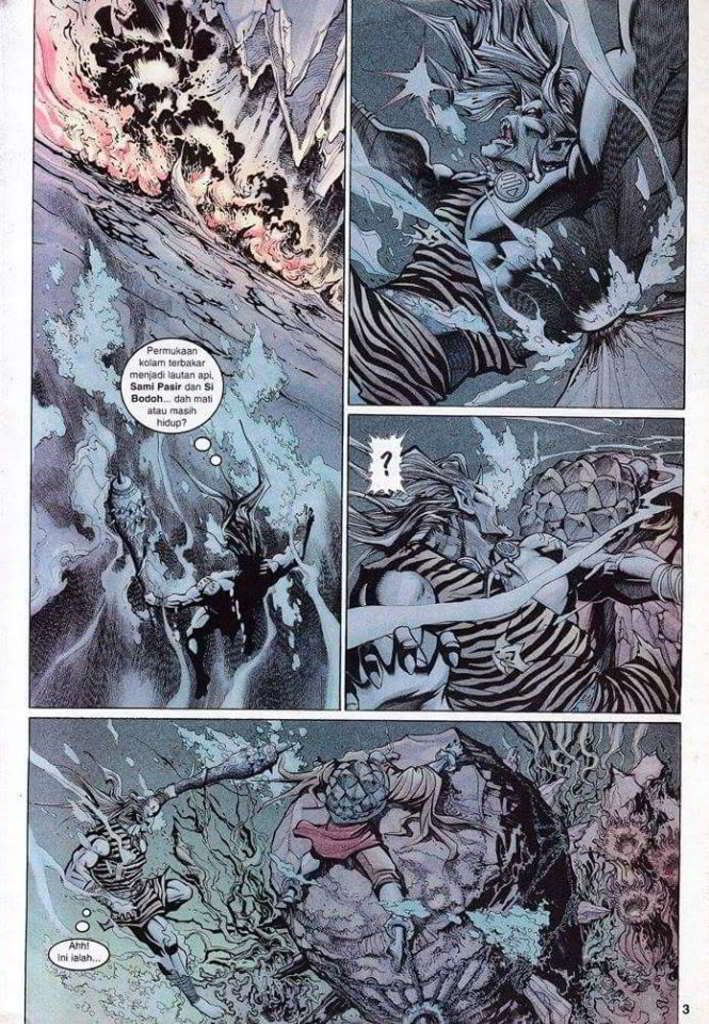 Permukaan
kolam terbakar
menjadi lautan api,
Sami Pasir dan Si
Bodoh... dah mati
atau masih
hidup?
?
Ahh!
Ini ialah...
3